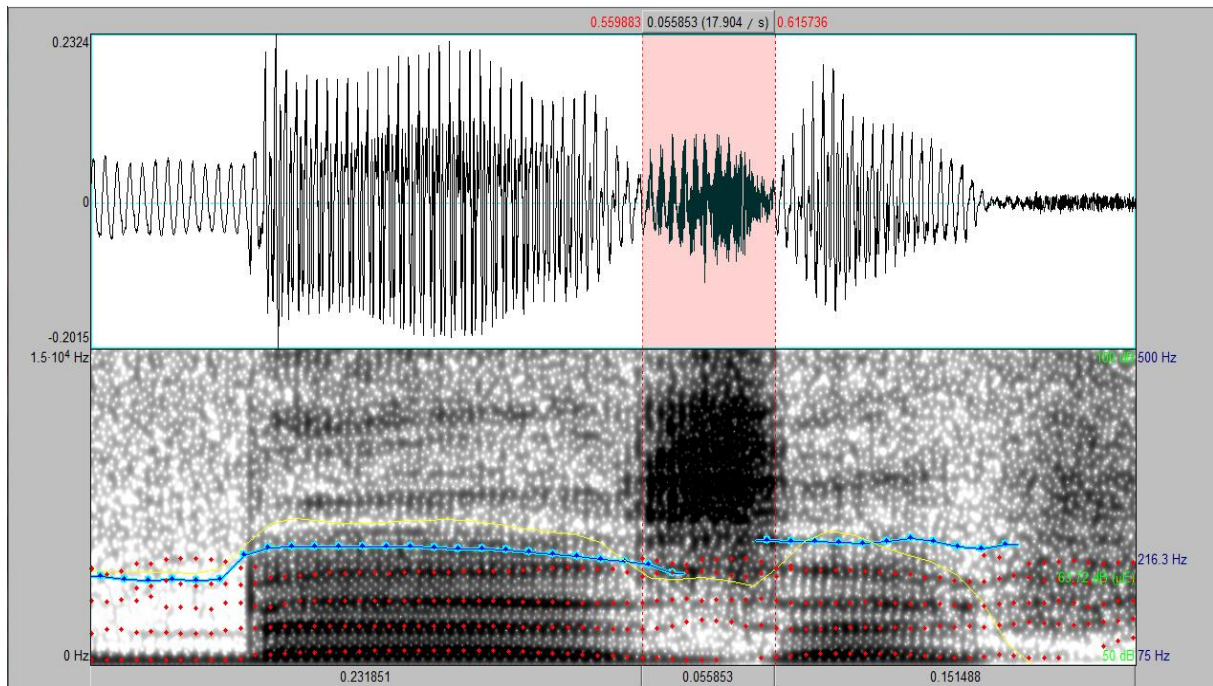 0.559883 0.055853 (17.904 / s) 0.615736
0.2324
0
-0.2015
1.5·10⁴ Hz 100 dB 500 Hz
216.3 Hz
0 Hz 50 dB 75 Hz
0.231851 0.055853 0.151488